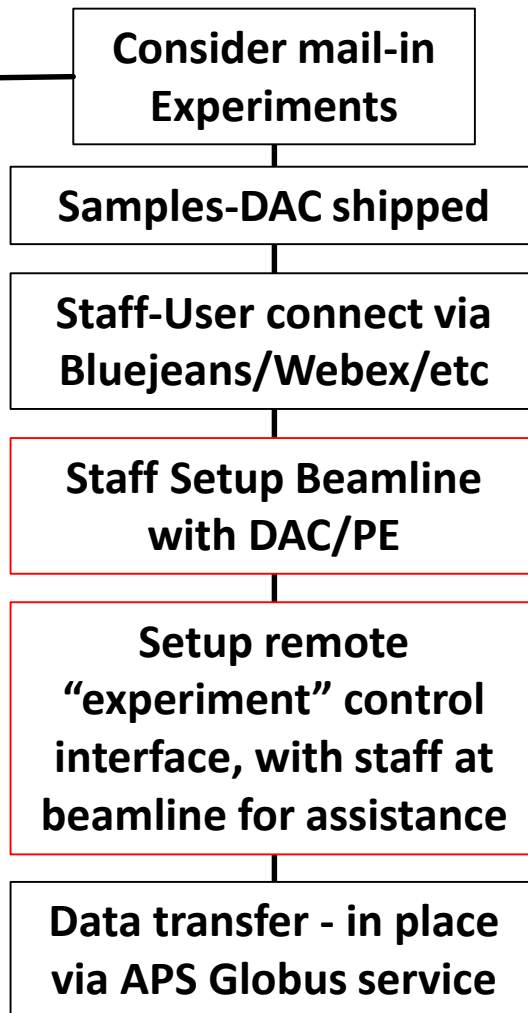 Consider mail-in
Experiments
Samples-DAC shipped
Staff-User connect via
Bluejeans/Webex/etc
Staff Setup Beamline
with DAC/PE
Setup remote
“experiment” control
interface, with staff at
beamline for assistance
Data transfer - in place
via APS Globus service